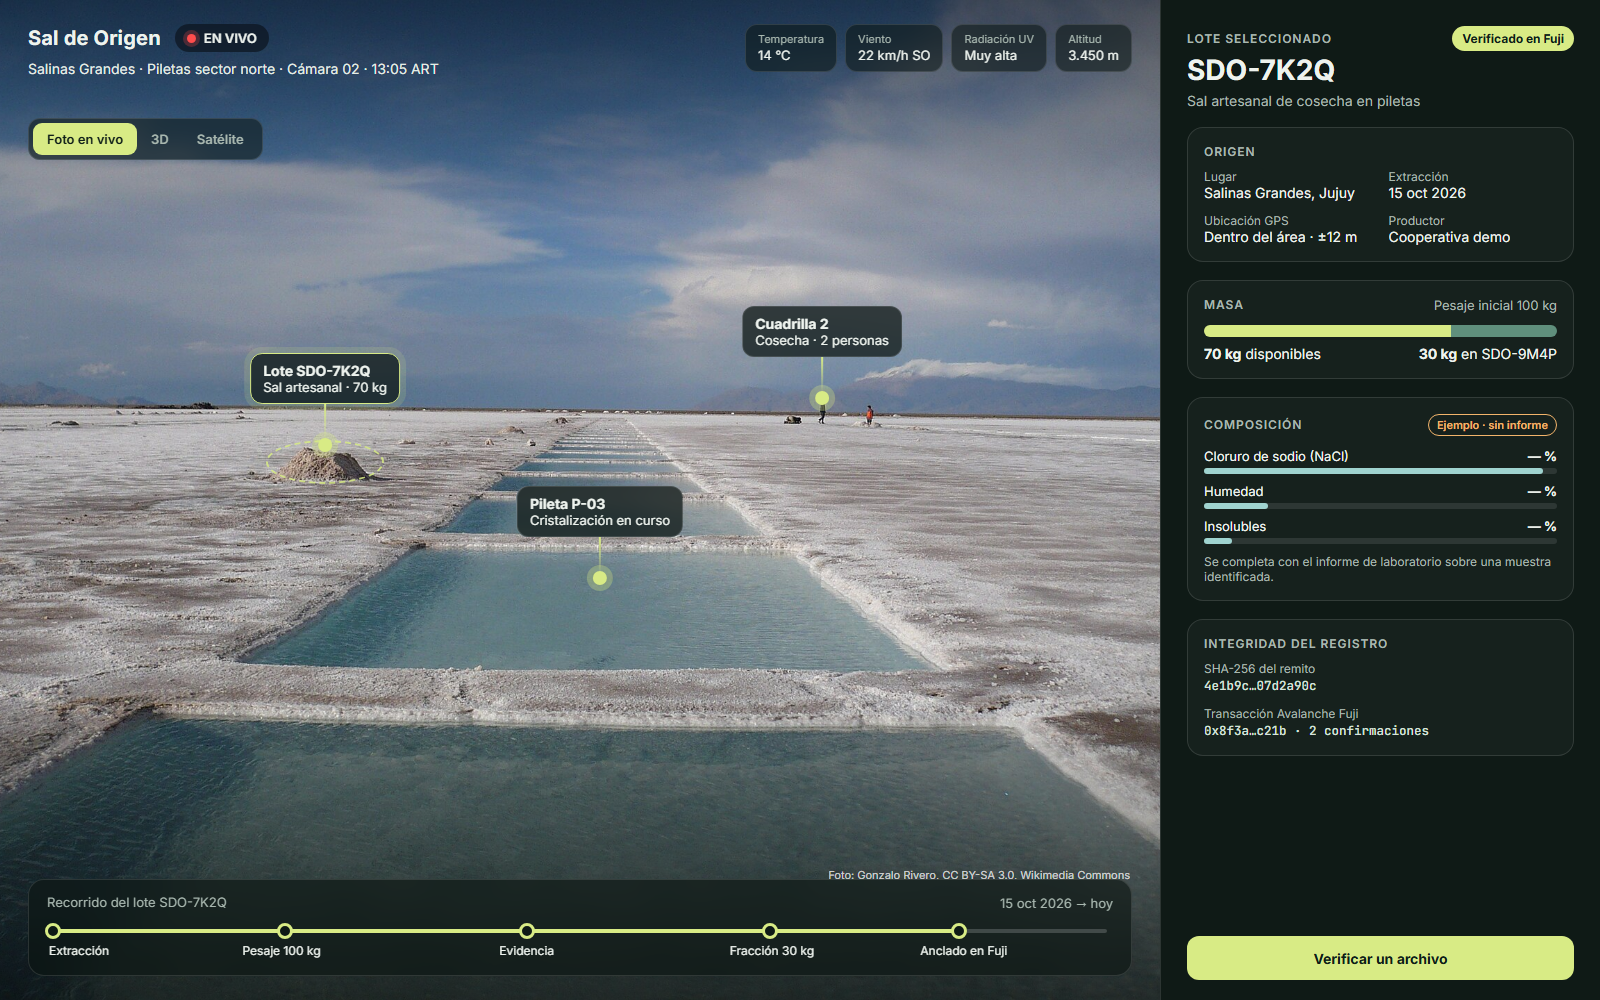 Sal de Origen
EN VIVO
Salinas Grandes · Piletas sector norte · Cámara 02 · 13:05 ART
Temperatura
14 °C
Viento
22 km/h SO
Radiación UV
Muy alta
Altitud
3.450 m
Foto en vivo
3D
Satélite
Cuadrilla 2
Cosecha · 2 personas
Lote SDO-7K2Q
Sal artesanal · 70 kg
Pileta P-03
Cristalización en curso
Foto: Gonzalo Rivero, CC BY-SA 3.0, Wikimedia Commons
Recorrido del lote SDO-7K2Q
15 oct 2026 → hoy
Extracción
Pesaje 100 kg
Evidencia
Fracción 30 kg
Anclado en Fuji
LOTE SELECCIONADO
Verificado en Fuji
SDO-7K2Q
Sal artesanal de cosecha en piletas
ORIGEN
Lugar
Salinas Grandes, Jujuy
Extracción
15 oct 2026
Ubicación GPS
Dentro del área · ±12 m
Productor
Cooperativa demo
MASA
Pesaje inicial 100 kg
70 kg disponibles
30 kg en SDO-9M4P
COMPOSICIÓN
Ejemplo · sin informe
Cloruro de sodio (NaCl)
— %
Humedad
— %
Insolubles
— %
Se completa con el informe de laboratorio sobre una muestra
identificada.
INTEGRIDAD DEL REGISTRO
SHA-256 del remito
4e1b9c…07d2a90c
Transacción Avalanche Fuji
0x8f3a…c21b · 2 confirmaciones
Verificar un archivo